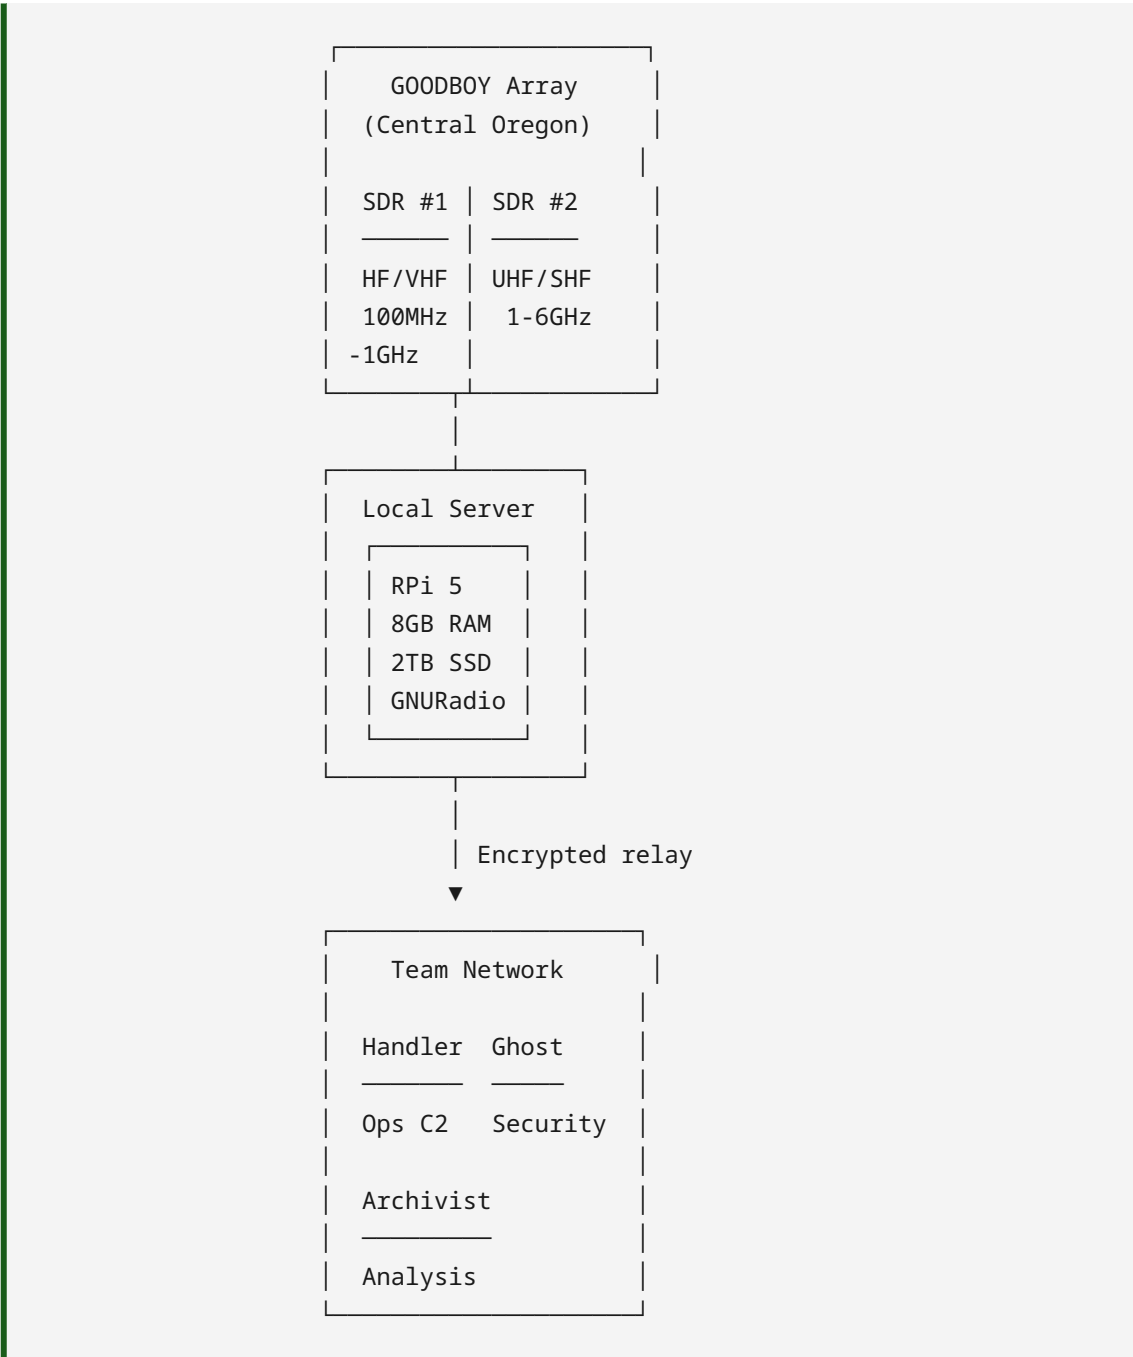 GOODBOY Array
(Central Oregon)
SDR #1 SDR #2
HF/VHF UHF/SHF
100MHz 1-6GHz
-1GHz
Local Server
RPi 5
8GB RAM
2TB SSD
GNURadio
Encrypted relay
Team Network
Handler Ghost
Ops C2 Security
Archivist
Analysis